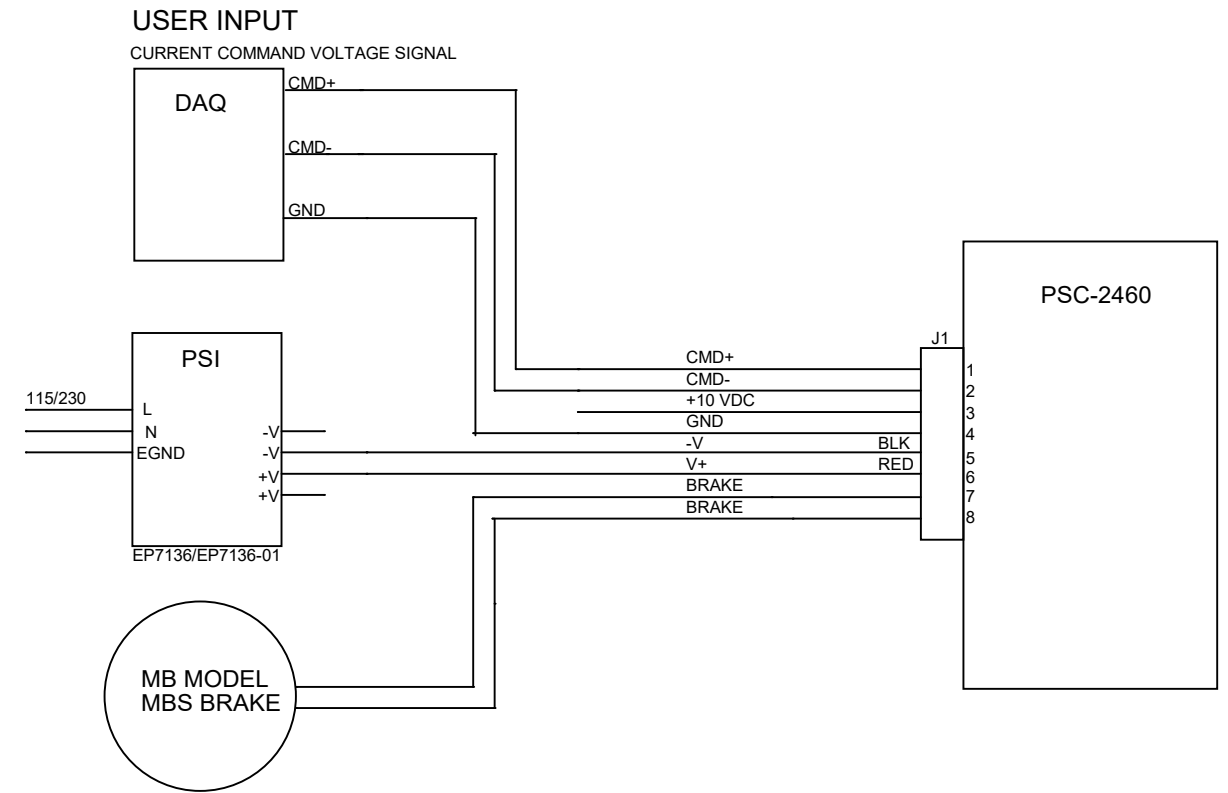 USER INPUT
CURRENT COMMAND VOLTAGE SIGNAL
DAQ
CMD+
CMD-
GND
PSC-2460
J1
PSI
115/230
L
N
EGND
-V
-V
+V
+V
EP7136/EP7136-01
CMD+
1
CMD-
2
+10 VDC
3
GND
4
-V BLK
5
V+ RED
6
BRAKE
7
BRAKE
8
MB MODEL
MBS BRAKE